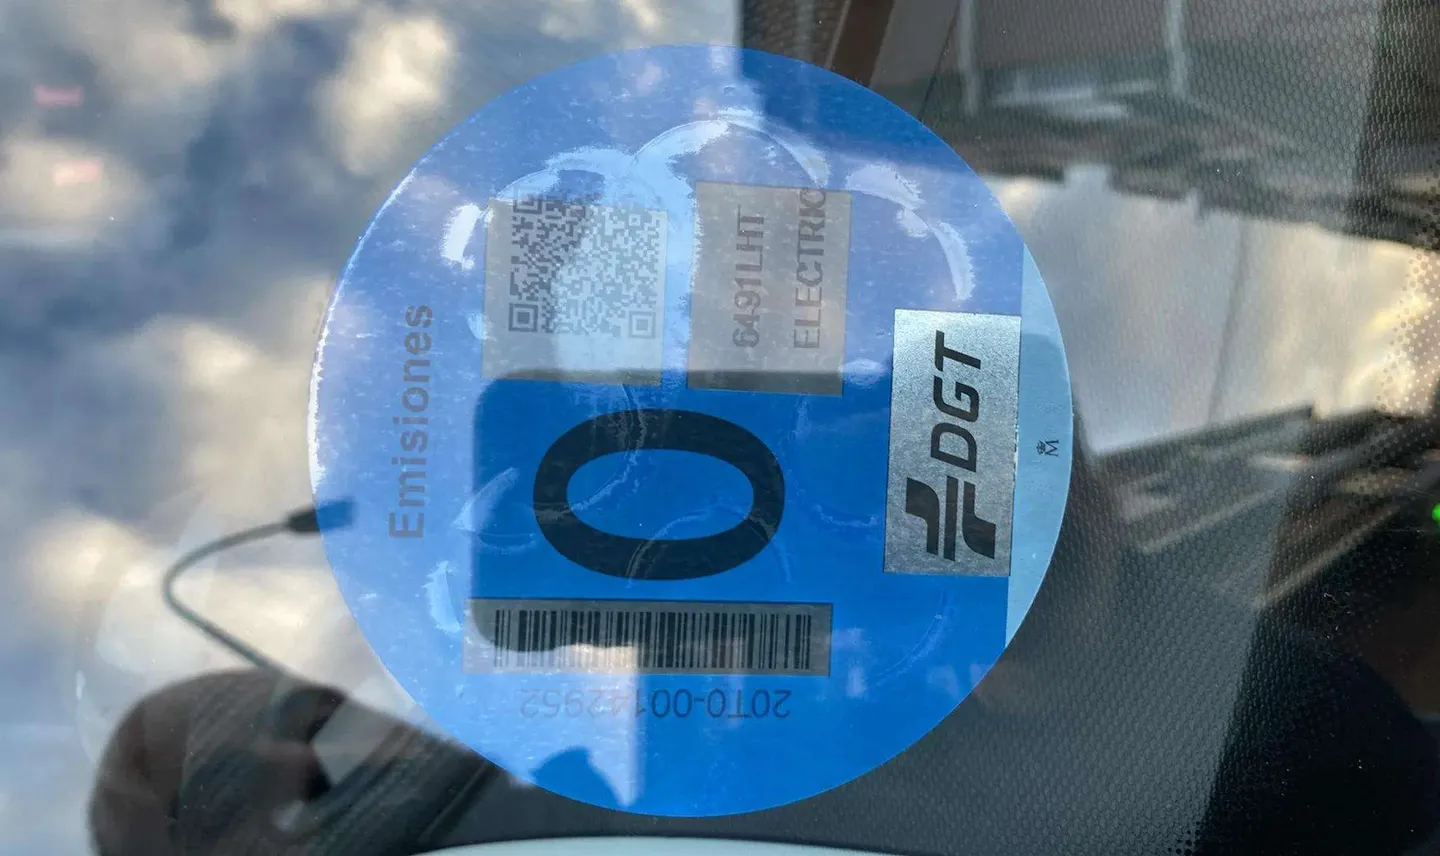 Emisiones
0
6491LHT
ELECTRIC
20T0-00142952
DGT
M